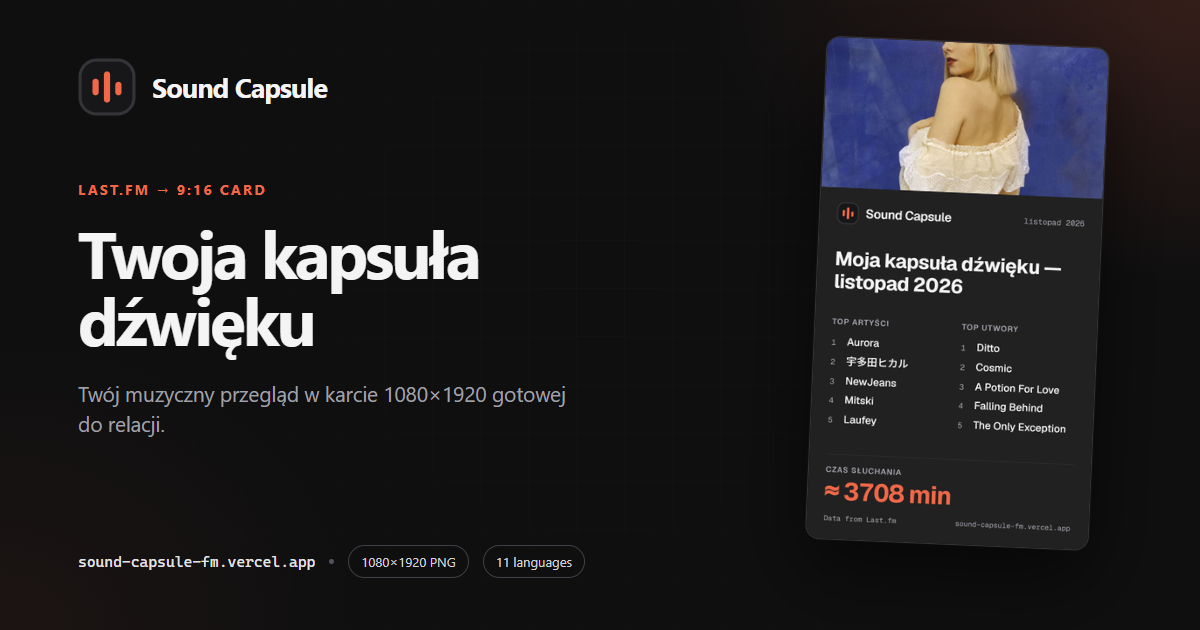 Sound Capsule
LAST.FM → 9:16 CARD
Twoja kapsuła
dźwięku
Twój muzyczny przegląd w karcie 1080×1920 gotowej
do relacji.
sound-capsule-fm.vercel.app • 1080×1920 PNG 11 languages
Sound Capsule listopad 2026
Moja kapsuła dźwięku —
listopad 2026
TOP ARTYŚCI
1 Aurora
2 宇多田ヒカル
3 NewJeans
4 Mitski
5 Laufey
TOP UTWORY
1 Ditto
2 Cosmic
3 A Potion For Love
4 Falling Behind
5 The Only Exception
CZAS SŁUCHANIA
≈ 3708 min
Data from Last.fm sound-capsule-fm.vercel.app